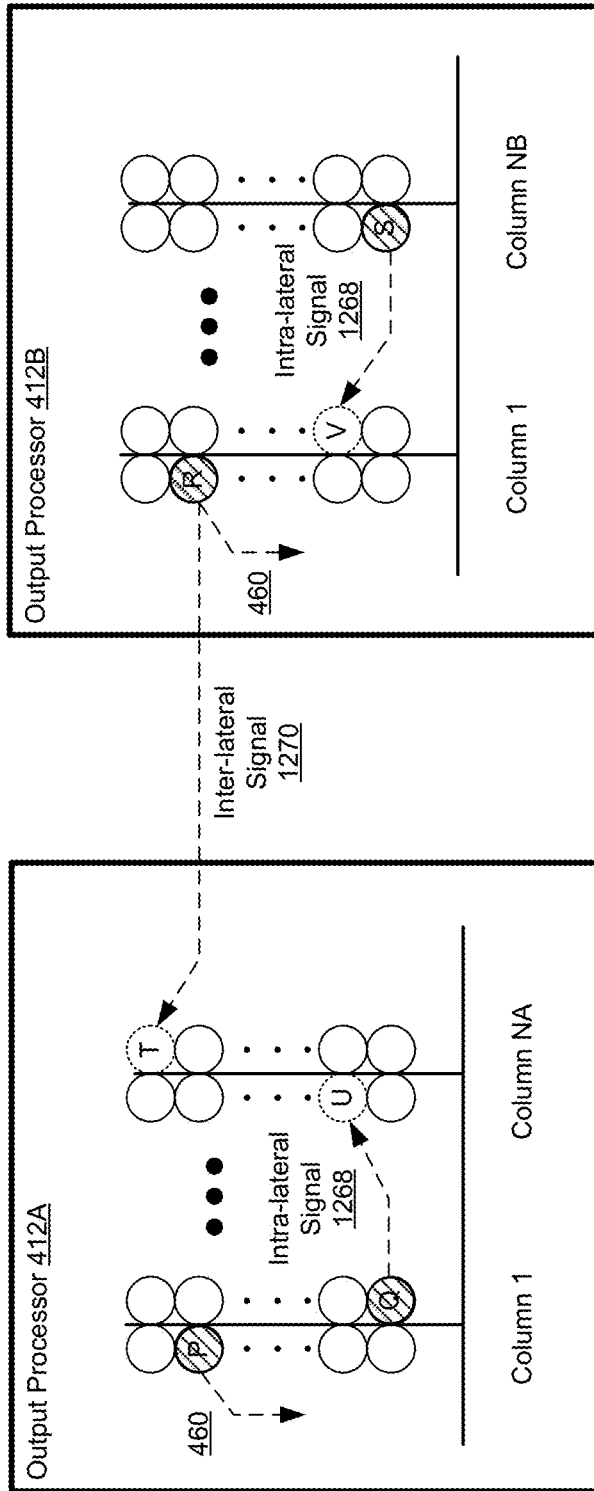 Output Processor 412A
P
460
Q
Intra-lateral
Signal
1268
U
T
Column 1
Column NA
Inter-lateral
Signal
1270
Output Processor 412B
R
460
V
Intra-lateral
Signal
1268
S
Column 1
Column NB